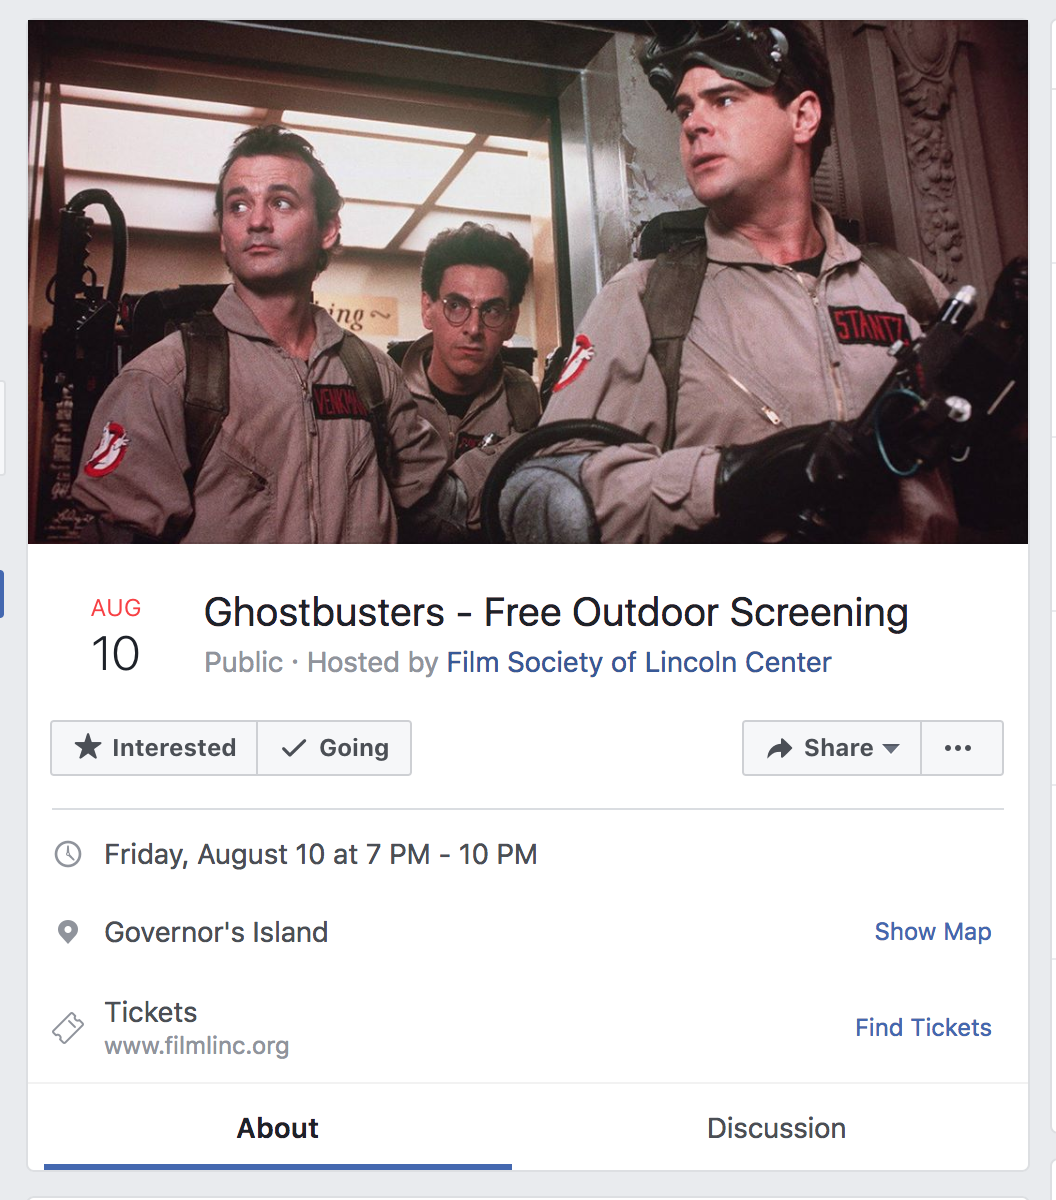 ing ~
VENKMAN
STANTZ
AUG
10
Ghostbusters - Free Outdoor Screening
Public · Hosted by Film Society of Lincoln Center
Interested
Going
Share
Friday, August 10 at 7 PM - 10 PM
Governor's Island
Show Map
Tickets
www.filmlinc.org
Find Tickets
About
Discussion